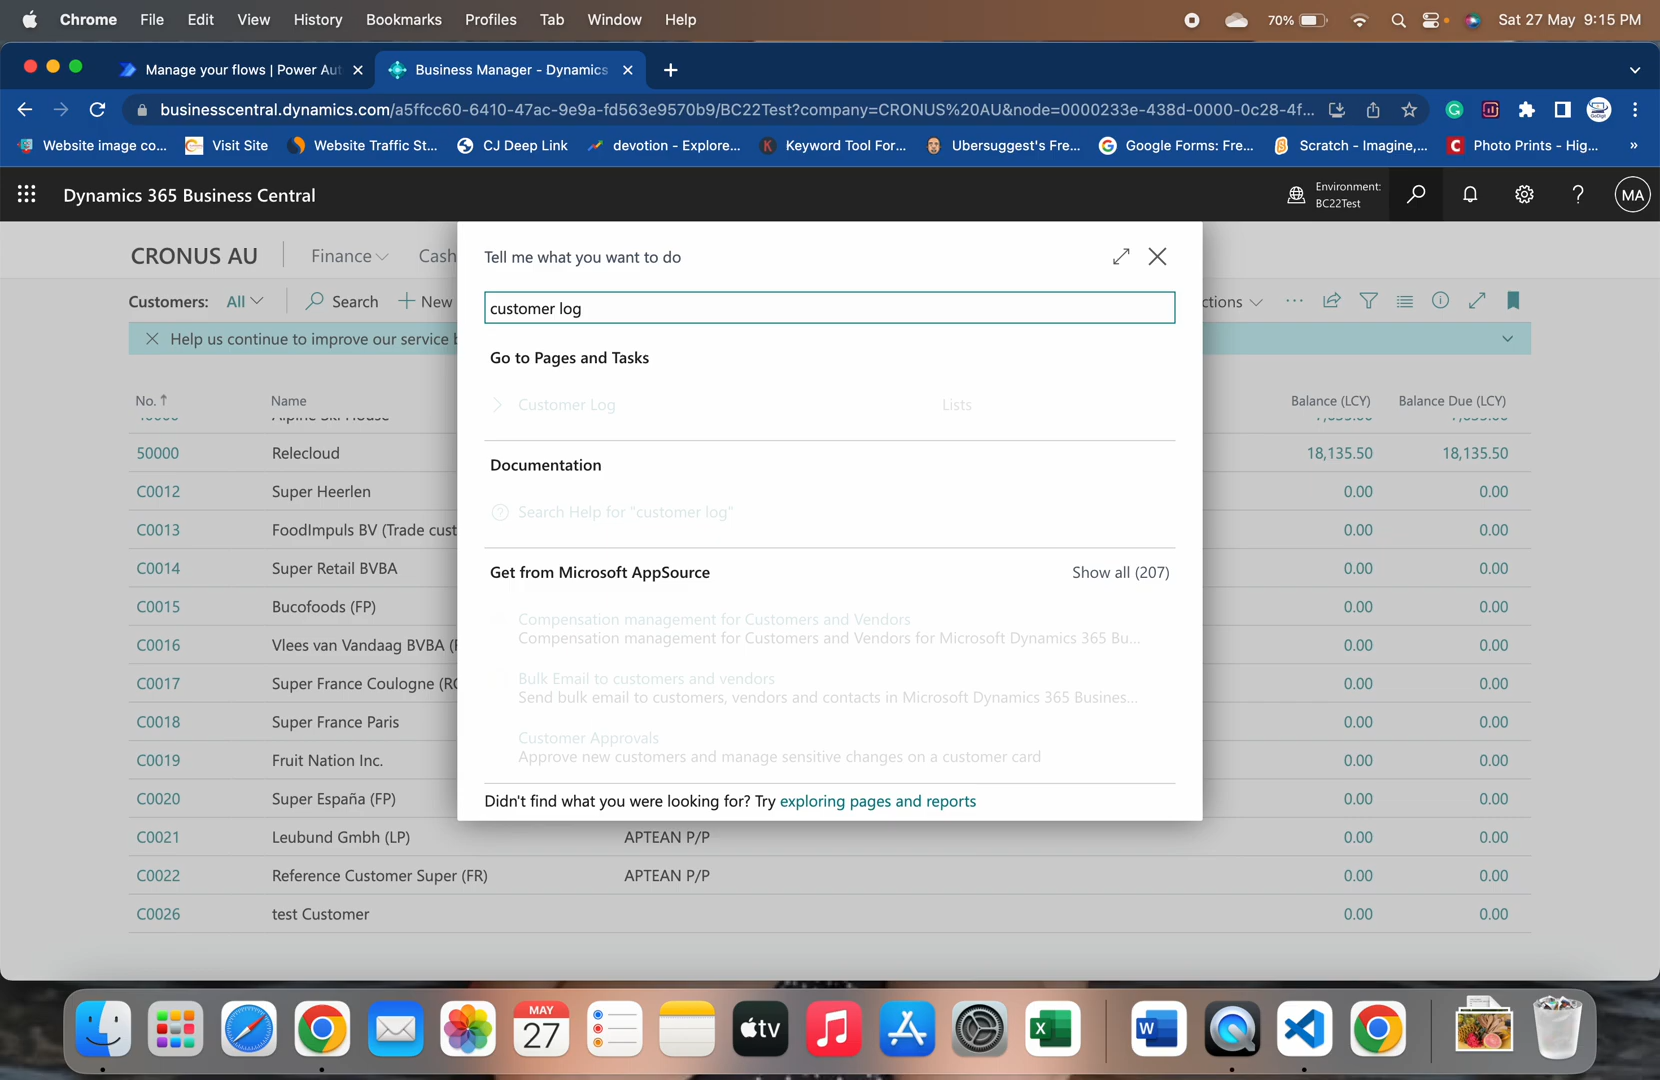 Chrome File Edit View History Bookmarks Profiles Tab Window Help 70% Sat 27 May 9:15 PM
Manage your flows | Power Aut Business Manager - Dynamics
businesscentral.dynamics.com/a5ffcc60-6410-47ac-9e9a-fd563e9570b9/BC22Test?company=CRONUS%20AU&node=0000233e-438d-0000-0c28-4f...
Website image co... Visit Site Website Traffic St... CJ Deep Link devotion - Explore... Keyword Tool For... Ubersuggest's Fre... Google Forms: Fre... Scratch - Imagine,... Photo Prints - Hig... »
Dynamics 365 Business Central Environment: BC22Test ? MA
CRONUS AU Finance Cash
Customers: All Search + New ctions ...
Help us continue to improve our service b
Tell me what you want to do
customer log
Go to Pages and Tasks
Customer Log Lists
Documentation
Search Help for "customer log"
Get from Microsoft AppSource Show all (207)
Compensation management for Customers and Vendors
Compensation management for Customers and Vendors for Microsoft Dynamics 365 Bu...
Bulk Email to customers and vendors
Send bulk email to customers, vendors and contacts in Microsoft Dynamics 365 Busines...
Customer Approvals
Approve new customers and manage sensitive changes on a customer card
Didn't find what you were looking for? Try exploring pages and reports
No. ↑ Name Balance (LCY) Balance Due (LCY)
50000 Relecloud 18,135.50 18,135.50
C0012 Super Heerlen 0.00 0.00
C0013 FoodImpuls BV (Trade cust 0.00 0.00
C0014 Super Retail BVBA 0.00 0.00
C0015 Bucofoods (FP) 0.00 0.00
C0016 Vlees van Vandaag BVBA (F 0.00 0.00
C0017 Super France Coulogne (RC 0.00 0.00
C0018 Super France Paris 0.00 0.00
C0019 Fruit Nation Inc. 0.00 0.00
C0020 Super España (FP) 0.00 0.00
C0021 Leubund Gmbh (LP) APTEAN P/P 0.00 0.00
C0022 Reference Customer Super (FR) APTEAN P/P 0.00 0.00
C0026 test Customer 0.00 0.00
MAY
27
tv